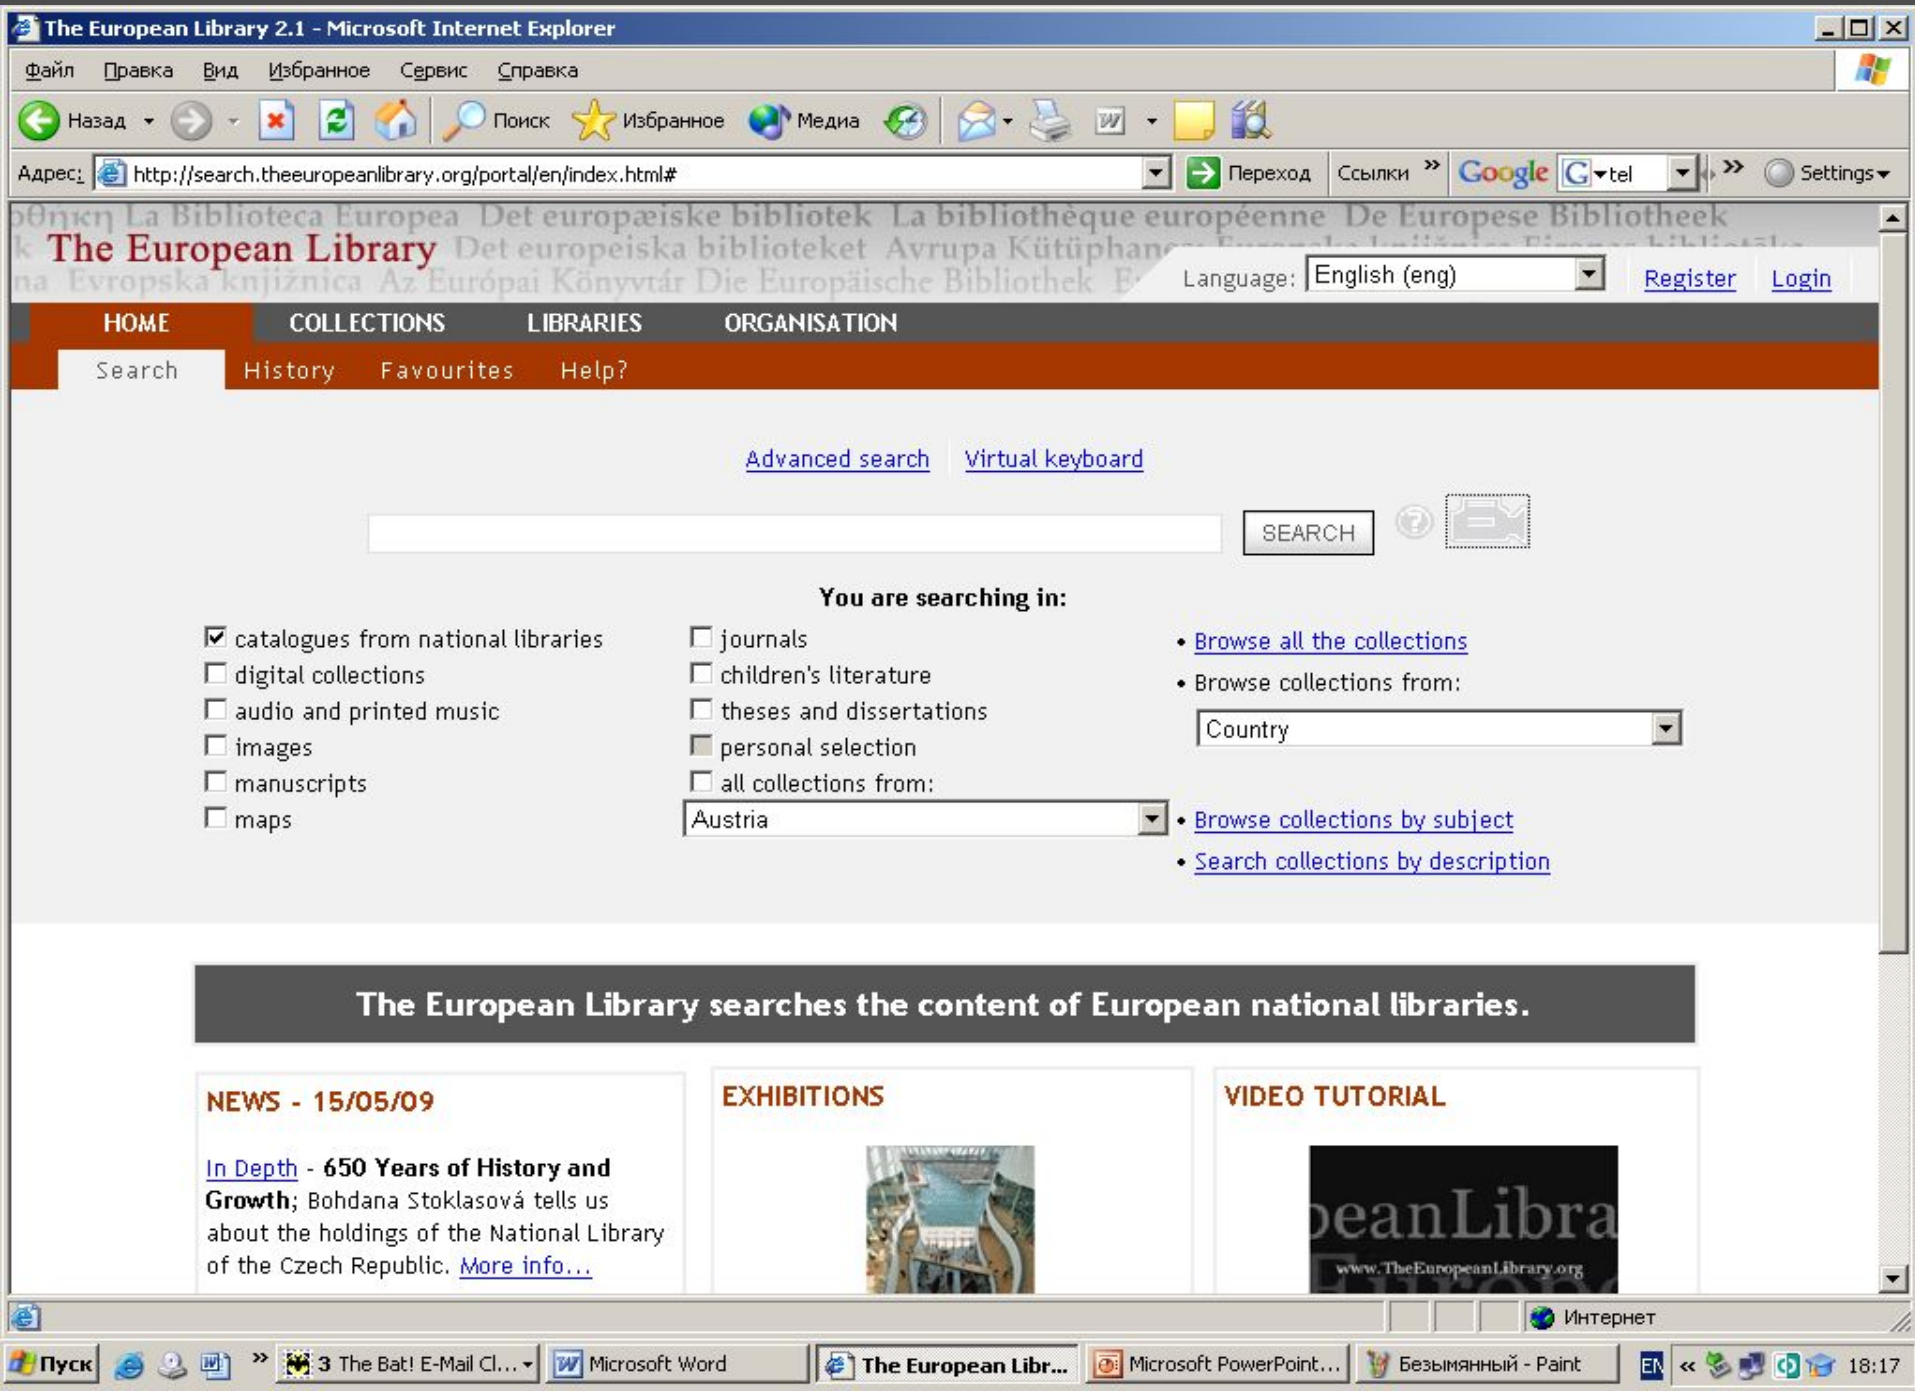 The European Library 2.1 - Microsoft Internet Explorer
Файл Правка Вид Избранное Сервис Справка
Назад Поиск Избранное Медиа
Адрес: http://search.theeuropeanlibrary.org/portal/en/index.html# Переход Ссылки » Google G tel » Settings
La Biblioteca Europea Det europæiske bibliotek La bibliothèque européenne De Europese Bibliotheek
The European Library Det europeiska biblioteket Avrupa Kütüphanesi
Evropska knjižnica Az Európai Könyvtár Die Europäische Bibliothek
Language: English (eng) Register Login
HOME COLLECTIONS LIBRARIES ORGANISATION
Search History Favourites Help?
Advanced search Virtual keyboard
SEARCH ?
You are searching in:
catalogues from national libraries
digital collections
audio and printed music
images
manuscripts
maps
journals
children's literature
theses and dissertations
personal selection
all collections from:
Austria
• Browse all the collections
• Browse collections from:
Country
• Browse collections by subject
• Search collections by description
The European Library searches the content of European national libraries.
NEWS - 15/05/09
In Depth - 650 Years of History and
Growth; Bohdana Stoklasová tells us
about the holdings of the National Library
of the Czech Republic. More info...
EXHIBITIONS
VIDEO TUTORIAL
peanLibra
www.TheEuropeanLibrary.org
Europe
Интернет
Пуск » 3 The Bat! E-Mail Cl... Microsoft Word The European Libr... Microsoft PowerPoint... Безымянный - Paint EN « 18:17